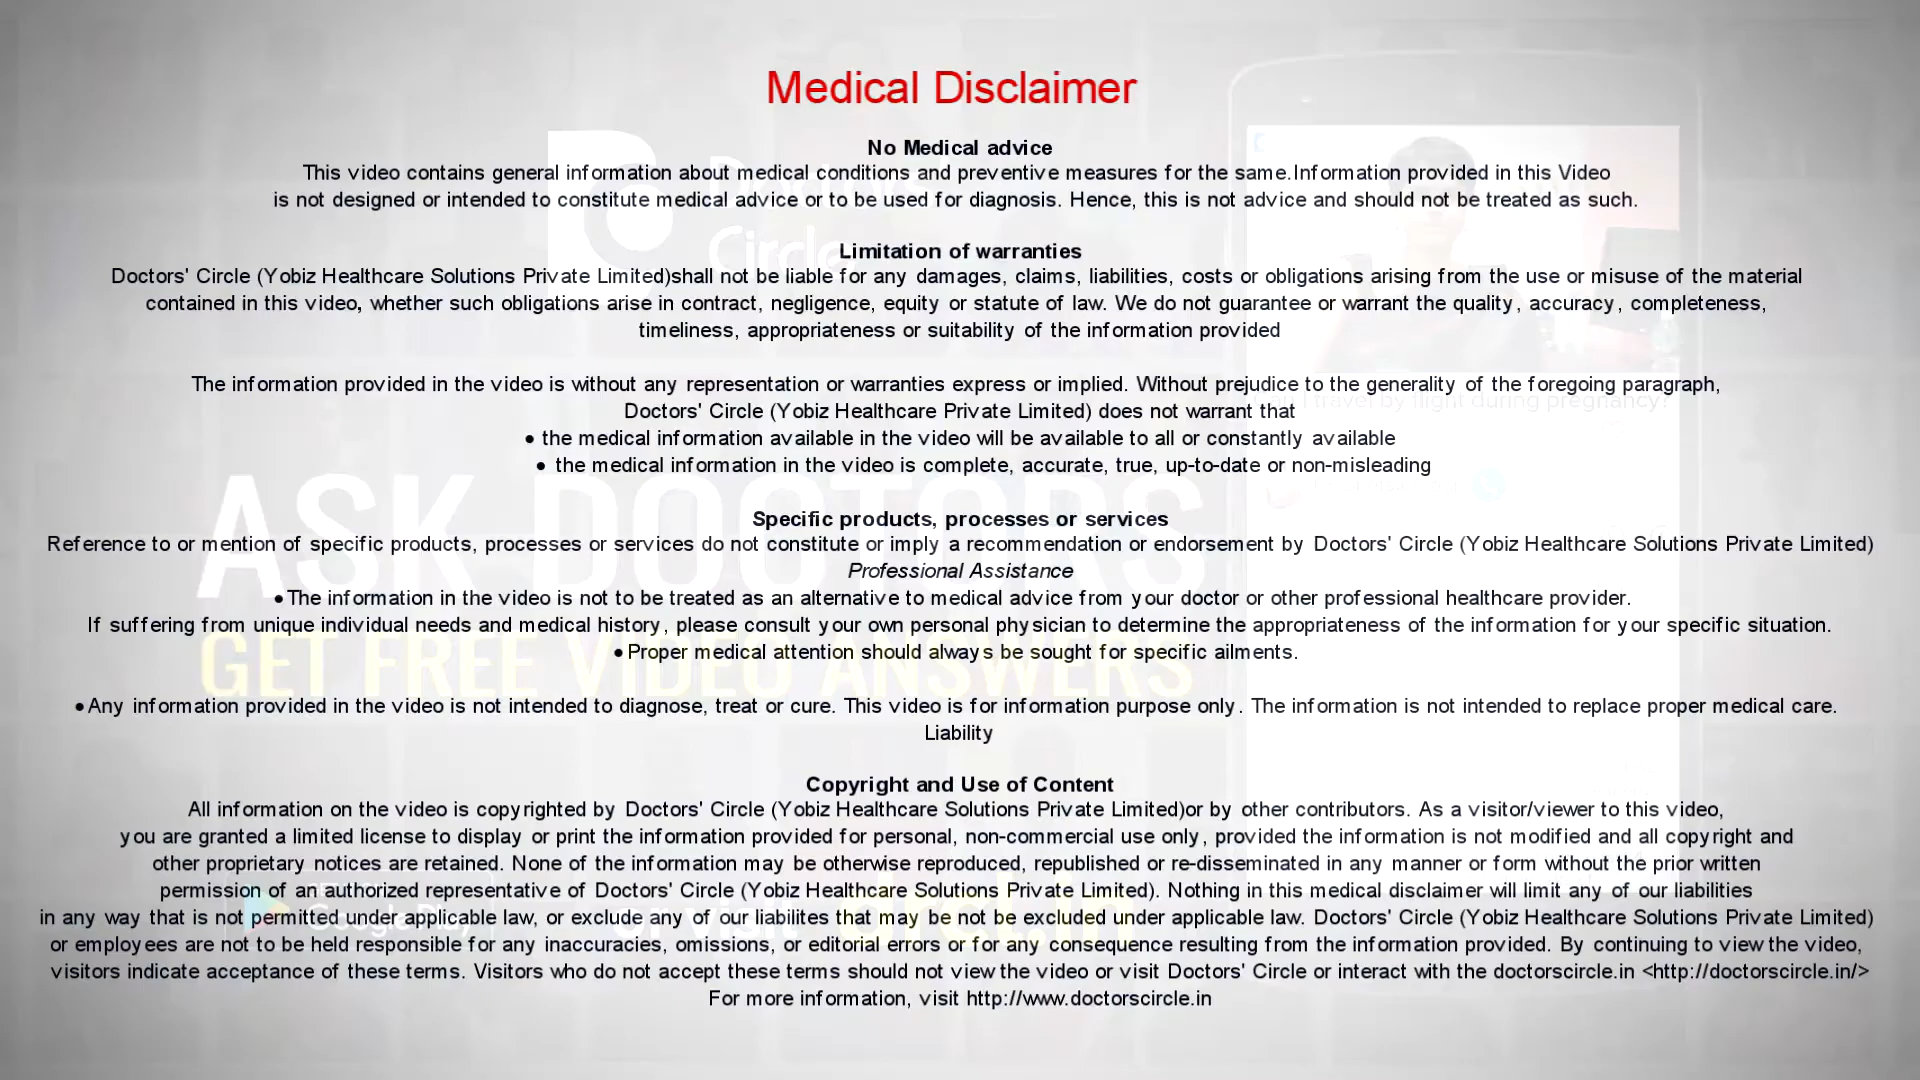 Medical Disclaimer
No Medical advice
This video contains general information about medical conditions and preventive measures for the same.Information provided in this Video
is not designed or intended to constitute medical advice or to be used for diagnosis. Hence, this is not advice and should not be treated as such.
Doctors'
Circle
Limitation of warranties
Doctors' Circle (Yobiz Healthcare Solutions Private Limited)shall not be liable for any damages, claims, liabilities, costs or obligations arising from the use or misuse of the material
contained in this video, whether such obligations arise in contract, negligence, equity or statute of law. We do not guarantee or warrant the quality, accuracy, completeness,
timeliness, appropriateness or suitability of the information provided
The information provided in the video is without any representation or warranties express or implied. Without prejudice to the generality of the foregoing paragraph,
Can I travel by flight during pregnancy?
Doctors' Circle (Yobiz Healthcare Private Limited) does not warrant that
• the medical information available in the video will be available to all or constantly available
• the medical information in the video is complete, accurate, true, up-to-date or non-misleading
ASK DOCTORS
Specific products, processes or services
Reference to or mention of specific products, processes or services do not constitute or imply a recommendation or endorsement by Doctors' Circle (Yobiz Healthcare Solutions Private Limited)
Professional Assistance
•The information in the video is not to be treated as an alternative to medical advice from your doctor or other professional healthcare provider.
If suffering from unique individual needs and medical history, please consult your own personal physician to determine the appropriateness of the information for your specific situation.
GET FREE VIDEO ANSWERS
•Proper medical attention should always be sought for specific ailments.
•Any information provided in the video is not intended to diagnose, treat or cure. This video is for information purpose only. The information is not intended to replace proper medical care.
Liability
Copyright and Use of Content
All information on the video is copyrighted by Doctors' Circle (Yobiz Healthcare Solutions Private Limited)or by other contributors. As a visitor/viewer to this video,
you are granted a limited license to display or print the information provided for personal, non-commercial use only, provided the information is not modified and all copyright and
other proprietary notices are retained. None of the information may be otherwise reproduced, republished or re-disseminated in any manner or form without the prior written
permission of an authorized representative of Doctors' Circle (Yobiz Healthcare Solutions Private Limited). Nothing in this medical disclaimer will limit any of our liabilities
Google Play or visit drcl.in
in any way that is not permitted under applicable law, or exclude any of our liabilites that may be not be excluded under applicable law. Doctors' Circle (Yobiz Healthcare Solutions Private Limited)
or employees are not to be held responsible for any inaccuracies, omissions, or editorial errors or for any consequence resulting from the information provided. By continuing to view the video,
visitors indicate acceptance of these terms. Visitors who do not accept these terms should not view the video or visit Doctors' Circle or interact with the doctorscircle.in <http://doctorscircle.in/>
For more information, visit http://www.doctorscircle.in